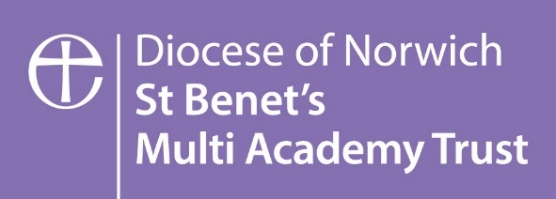 Diocese of Norwich
St Benet's
Multi Academy Trust